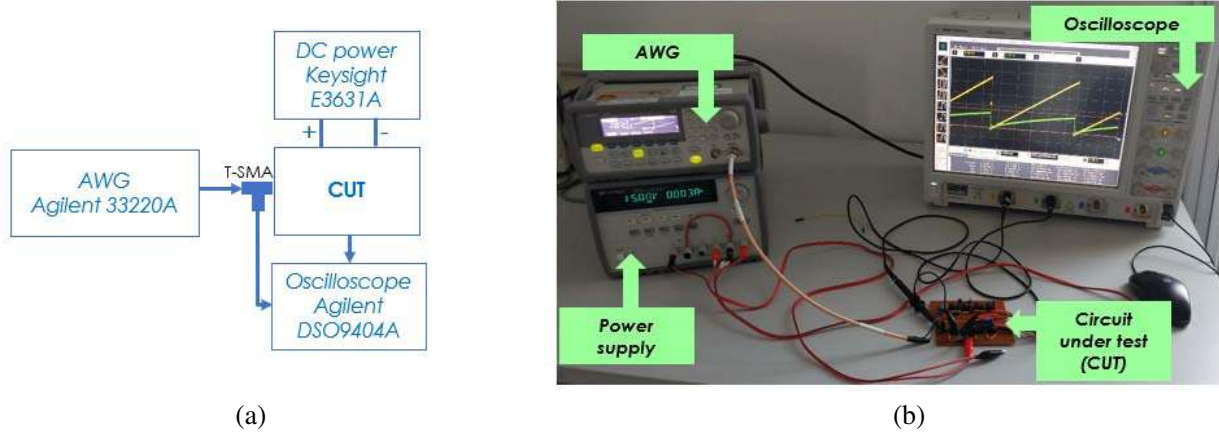 DC power
Keysight
E3631A
+ -
T-SMA
AWG
Agilent 33220A
CUT
Oscilloscope
Agilent
DSO9404A
(a)
AWG
Oscilloscope
Power
supply
Circuit
under test
(CUT)
(b)